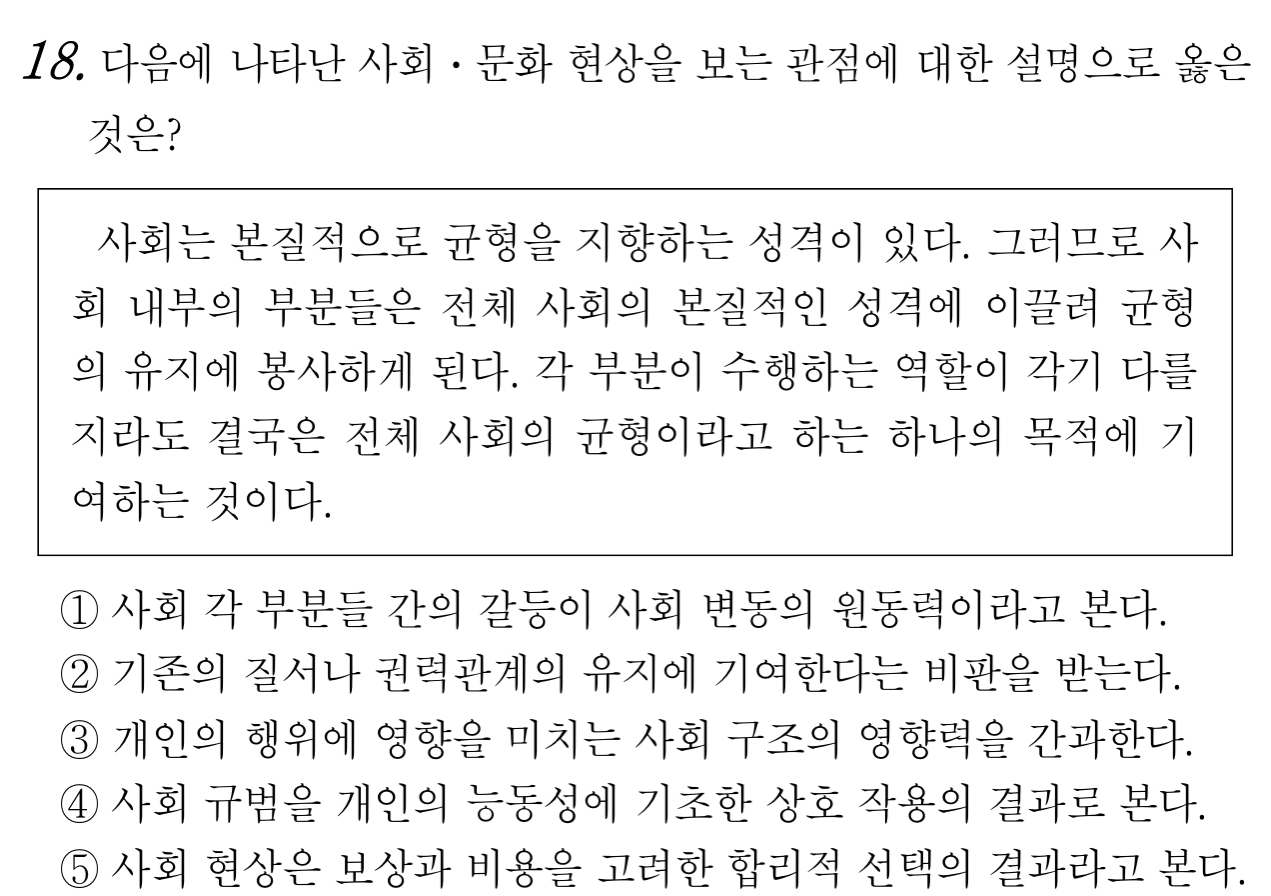 18. 다음에 나타난 사회・문화 현상을 보는 관점에 대한 설명으로 옳은
것은?
사회는 본질적으로 균형을 지향하는 성격이 있다. 그러므로 사
회 내부의 부분들은 전체 사회의 본질적인 성격에 이끌려 균형
의 유지에 봉사하게 된다. 각 부분이 수행하는 역할이 각기 다를
지라도 결국은 전체 사회의 균형이라고 하는 하나의 목적에 기
여하는 것이다.
① 사회 각 부분들 간의 갈등이 사회 변동의 원동력이라고 본다.
② 기존의 질서나 권력관계의 유지에 기여한다는 비판을 받는다.
③ 개인의 행위에 영향을 미치는 사회 구조의 영향력을 간과한다.
④ 사회 규범을 개인의 능동성에 기초한 상호 작용의 결과로 본다.
⑤ 사회 현상은 보상과 비용을 고려한 합리적 선택의 결과라고 본다.